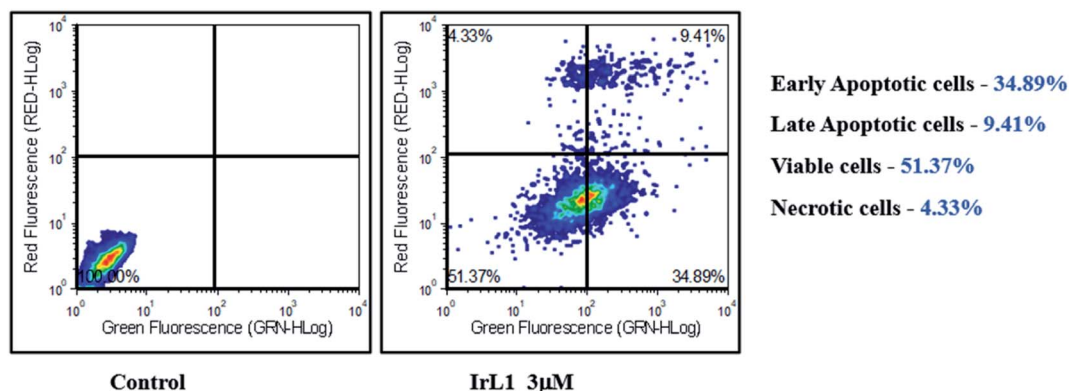 10⁴
10³
10²
10¹
10⁰
Red Fluorescence (RED-HLog)
100.00%
10⁰ 10¹ 10² 10³ 10⁴
Green Fluorescence (GRN-HLog)
Control
10⁴
10³
10²
10¹
10⁰
Red Fluorescence (RED-HLog)
4.33% 9.41%
51.37% 34.89%
10⁰ 10¹ 10² 10³ 10⁴
Green Fluorescence (GRN-HLog)
IrL1 3µM
Early Apoptotic cells - 34.89%
Late Apoptotic cells - 9.41%
Viable cells - 51.37%
Necrotic cells - 4.33%